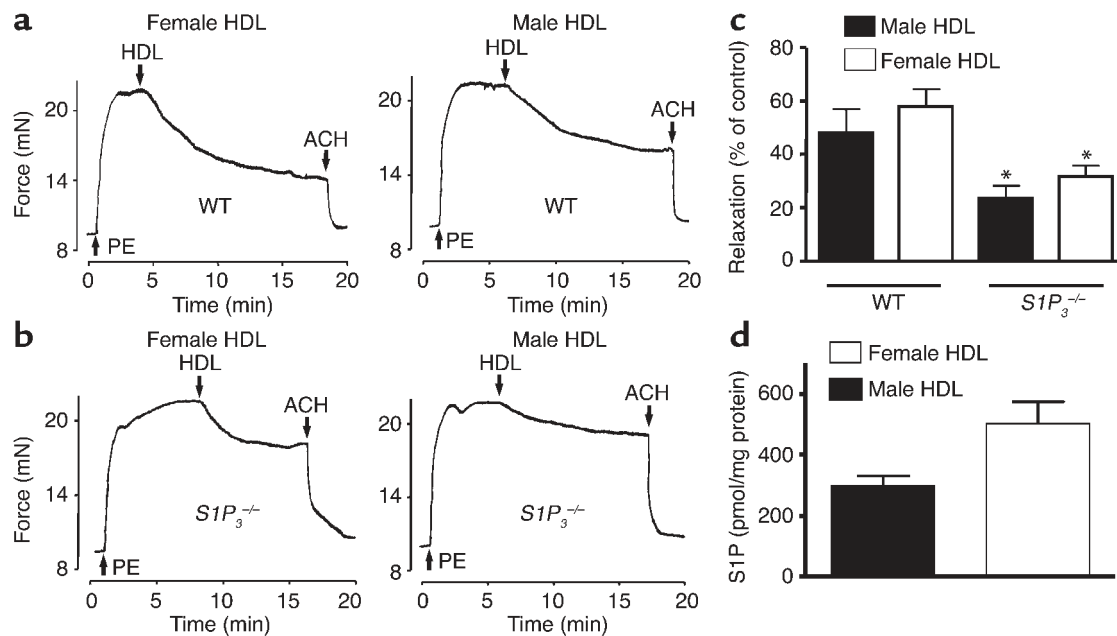 a
Female HDL
HDL
ACH
WT
PE
22
14
8
Force (mN)
0 5 10 15 20
Time (min)
Male HDL
HDL
ACH
WT
PE
22
14
8
0 5 10 15 20
Time (min)
b
Female HDL
HDL
ACH
S1P3–/–
PE
22
14
8
Force (mN)
0 5 10 15 20
Time (min)
Male HDL
HDL
ACH
S1P3–/–
PE
22
14
8
0 5 10 15 20
Time (min)
c
Male HDL
Female HDL
80
60
40
20
0
Relaxation (% of control)
* *
WT S1P3–/–
d
Female HDL
Male HDL
600
400
200
0
S1P (pmol/mg protein)